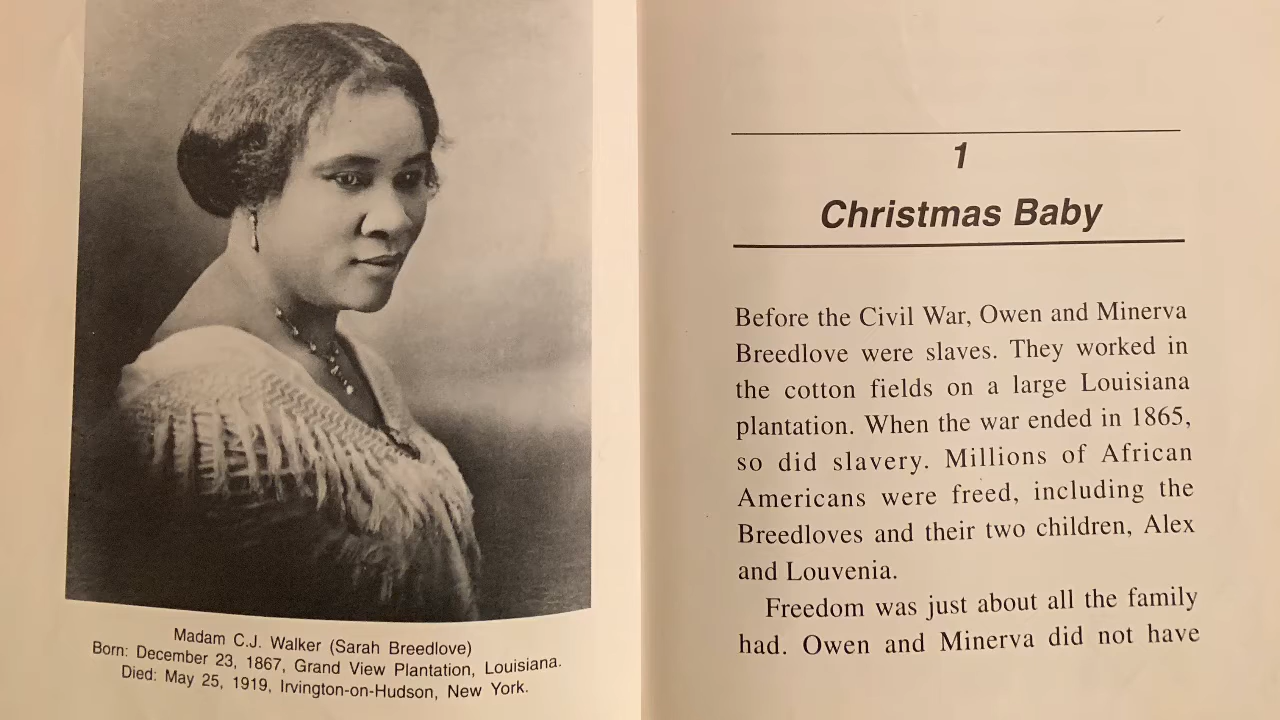 Madam C.J. Walker (Sarah Breedlove)
Born: December 23, 1867, Grand View Plantation, Louisiana.
Died: May 25, 1919, Irvington-on-Hudson, New York.
1
Christmas Baby
Before the Civil War, Owen and Minerva
Breedlove were slaves. They worked in
the cotton fields on a large Louisiana
plantation. When the war ended in 1865,
so did slavery. Millions of African
Americans were freed, including the
Breedloves and their two children, Alex
and Louvenia.
Freedom was just about all the family
had. Owen and Minerva did not have